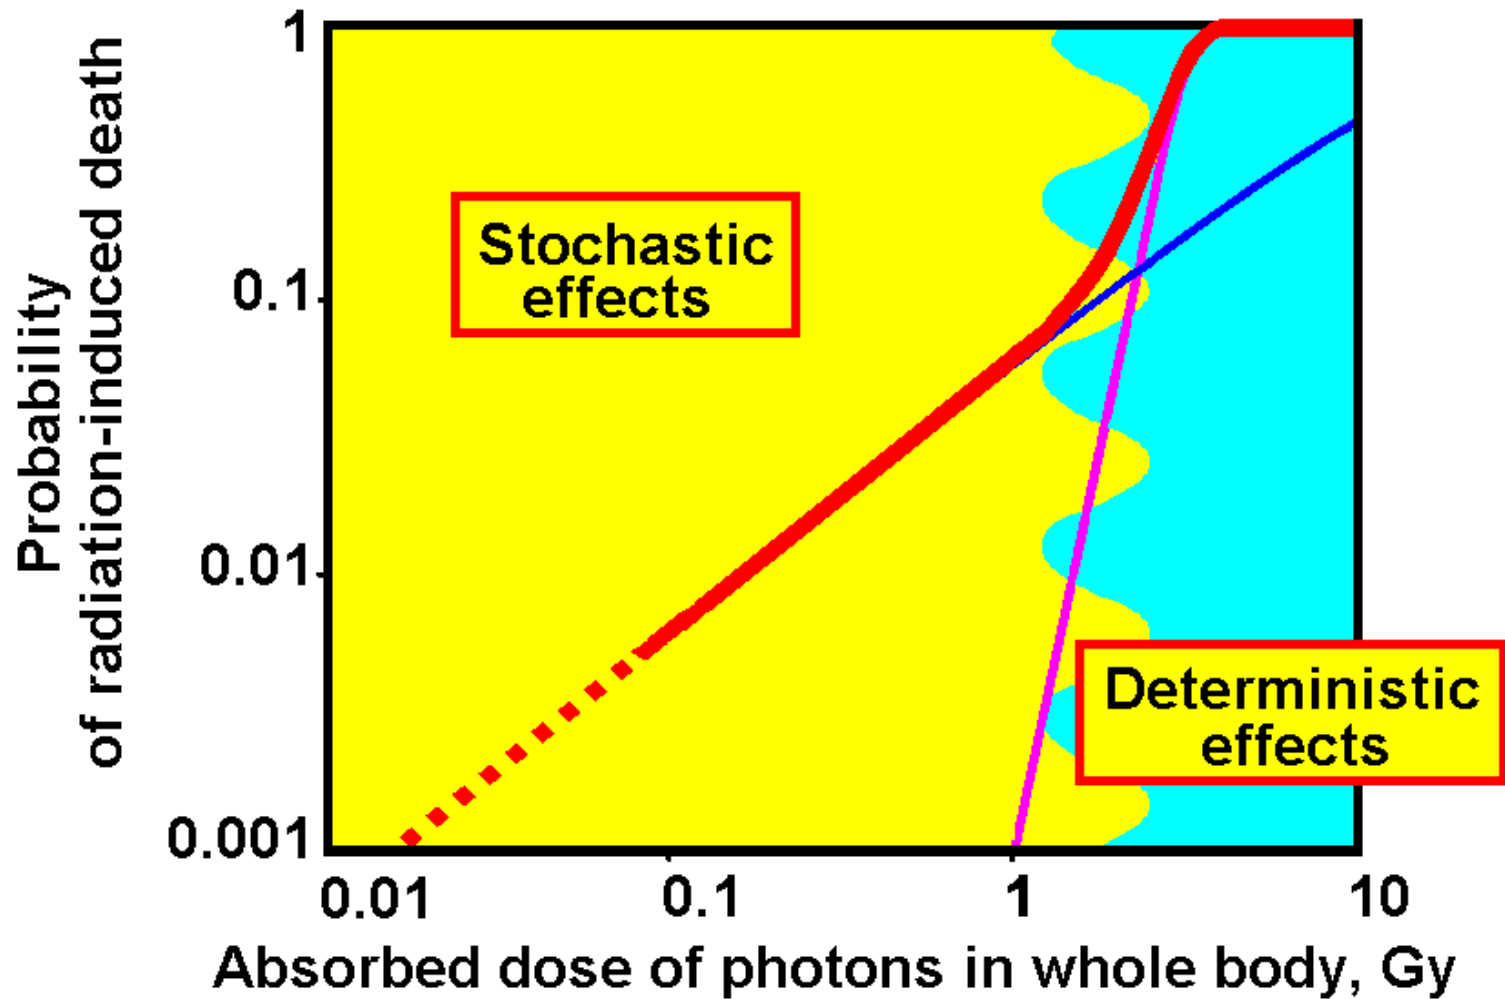 Probability
of radiation-induced death
1
0.1
0.01
0.001
Stochastic
effects
Deterministic
effects
0.01
0.1
1
10
Absorbed dose of photons in whole body, Gy